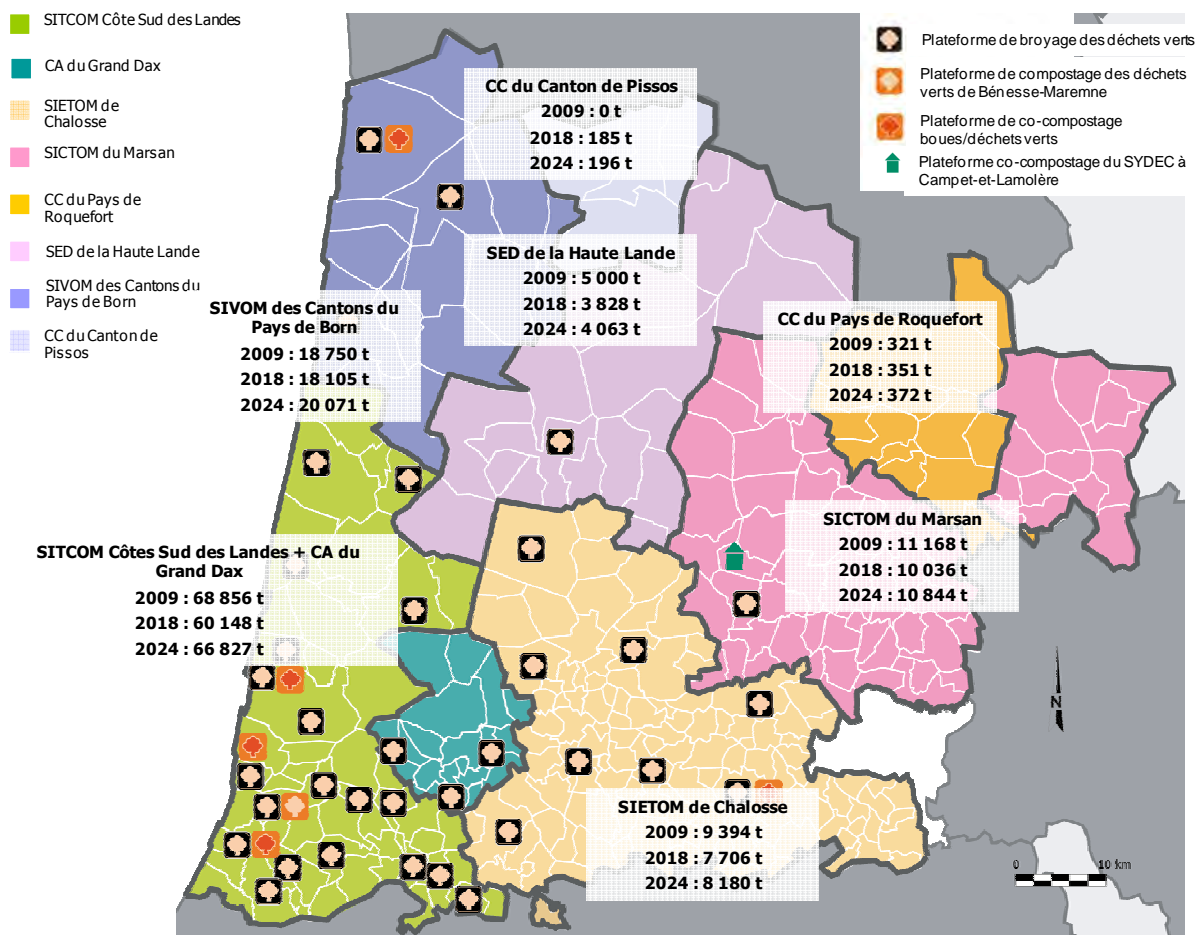 SITCOM Côte Sud des Landes
CA du Grand Dax
SIETOM de
Chalosse
SICTOM du Marsan
CC du Pays de
Roquefort
SED de la Haute Lande
SIVOM des Cantons du
Pays de Born
CC du Canton de
Pissos
Plateforme de broyage des déchets verts
Plateforme de compostage des déchets
verts de Bénesse-Maremne
Plateforme de co-compostage
boues/déchets verts
Plateforme co-compostage du SYDEC à
Campet-et-Lamolère
CC du Canton de Pissos
2009 : 0 t
2018 : 185 t
2024 : 196 t
SED de la Haute Lande
2009 : 5 000 t
2018 : 3 828 t
2024 : 4 063 t
SIVOM des Cantons du
Pays de Born
2009 : 18 750 t
2018 : 18 105 t
2024 : 20 071 t
CC du Pays de Roquefort
2009 : 321 t
2018 : 351 t
2024 : 372 t
SICTOM du Marsan
2009 : 11 168 t
2018 : 10 036 t
2024 : 10 844 t
SITCOM Côtes Sud des Landes + CA du
Grand Dax
2009 : 68 856 t
2018 : 60 148 t
2024 : 66 827 t
SIETOM de Chalosse
2009 : 9 394 t
2018 : 7 706 t
2024 : 8 180 t
N
0 10 km